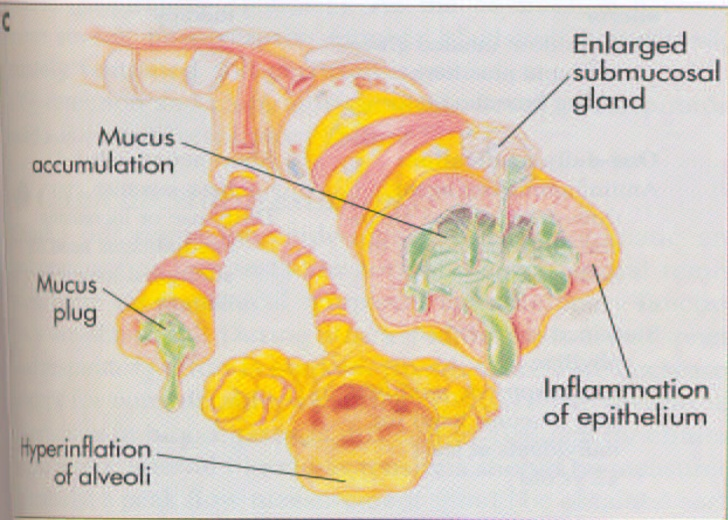 C
Enlarged
submucosal
gland
Mucus
accumulation
Mucus
plug
Inflammation
of epithelium
Hyperinflation
of alveoli